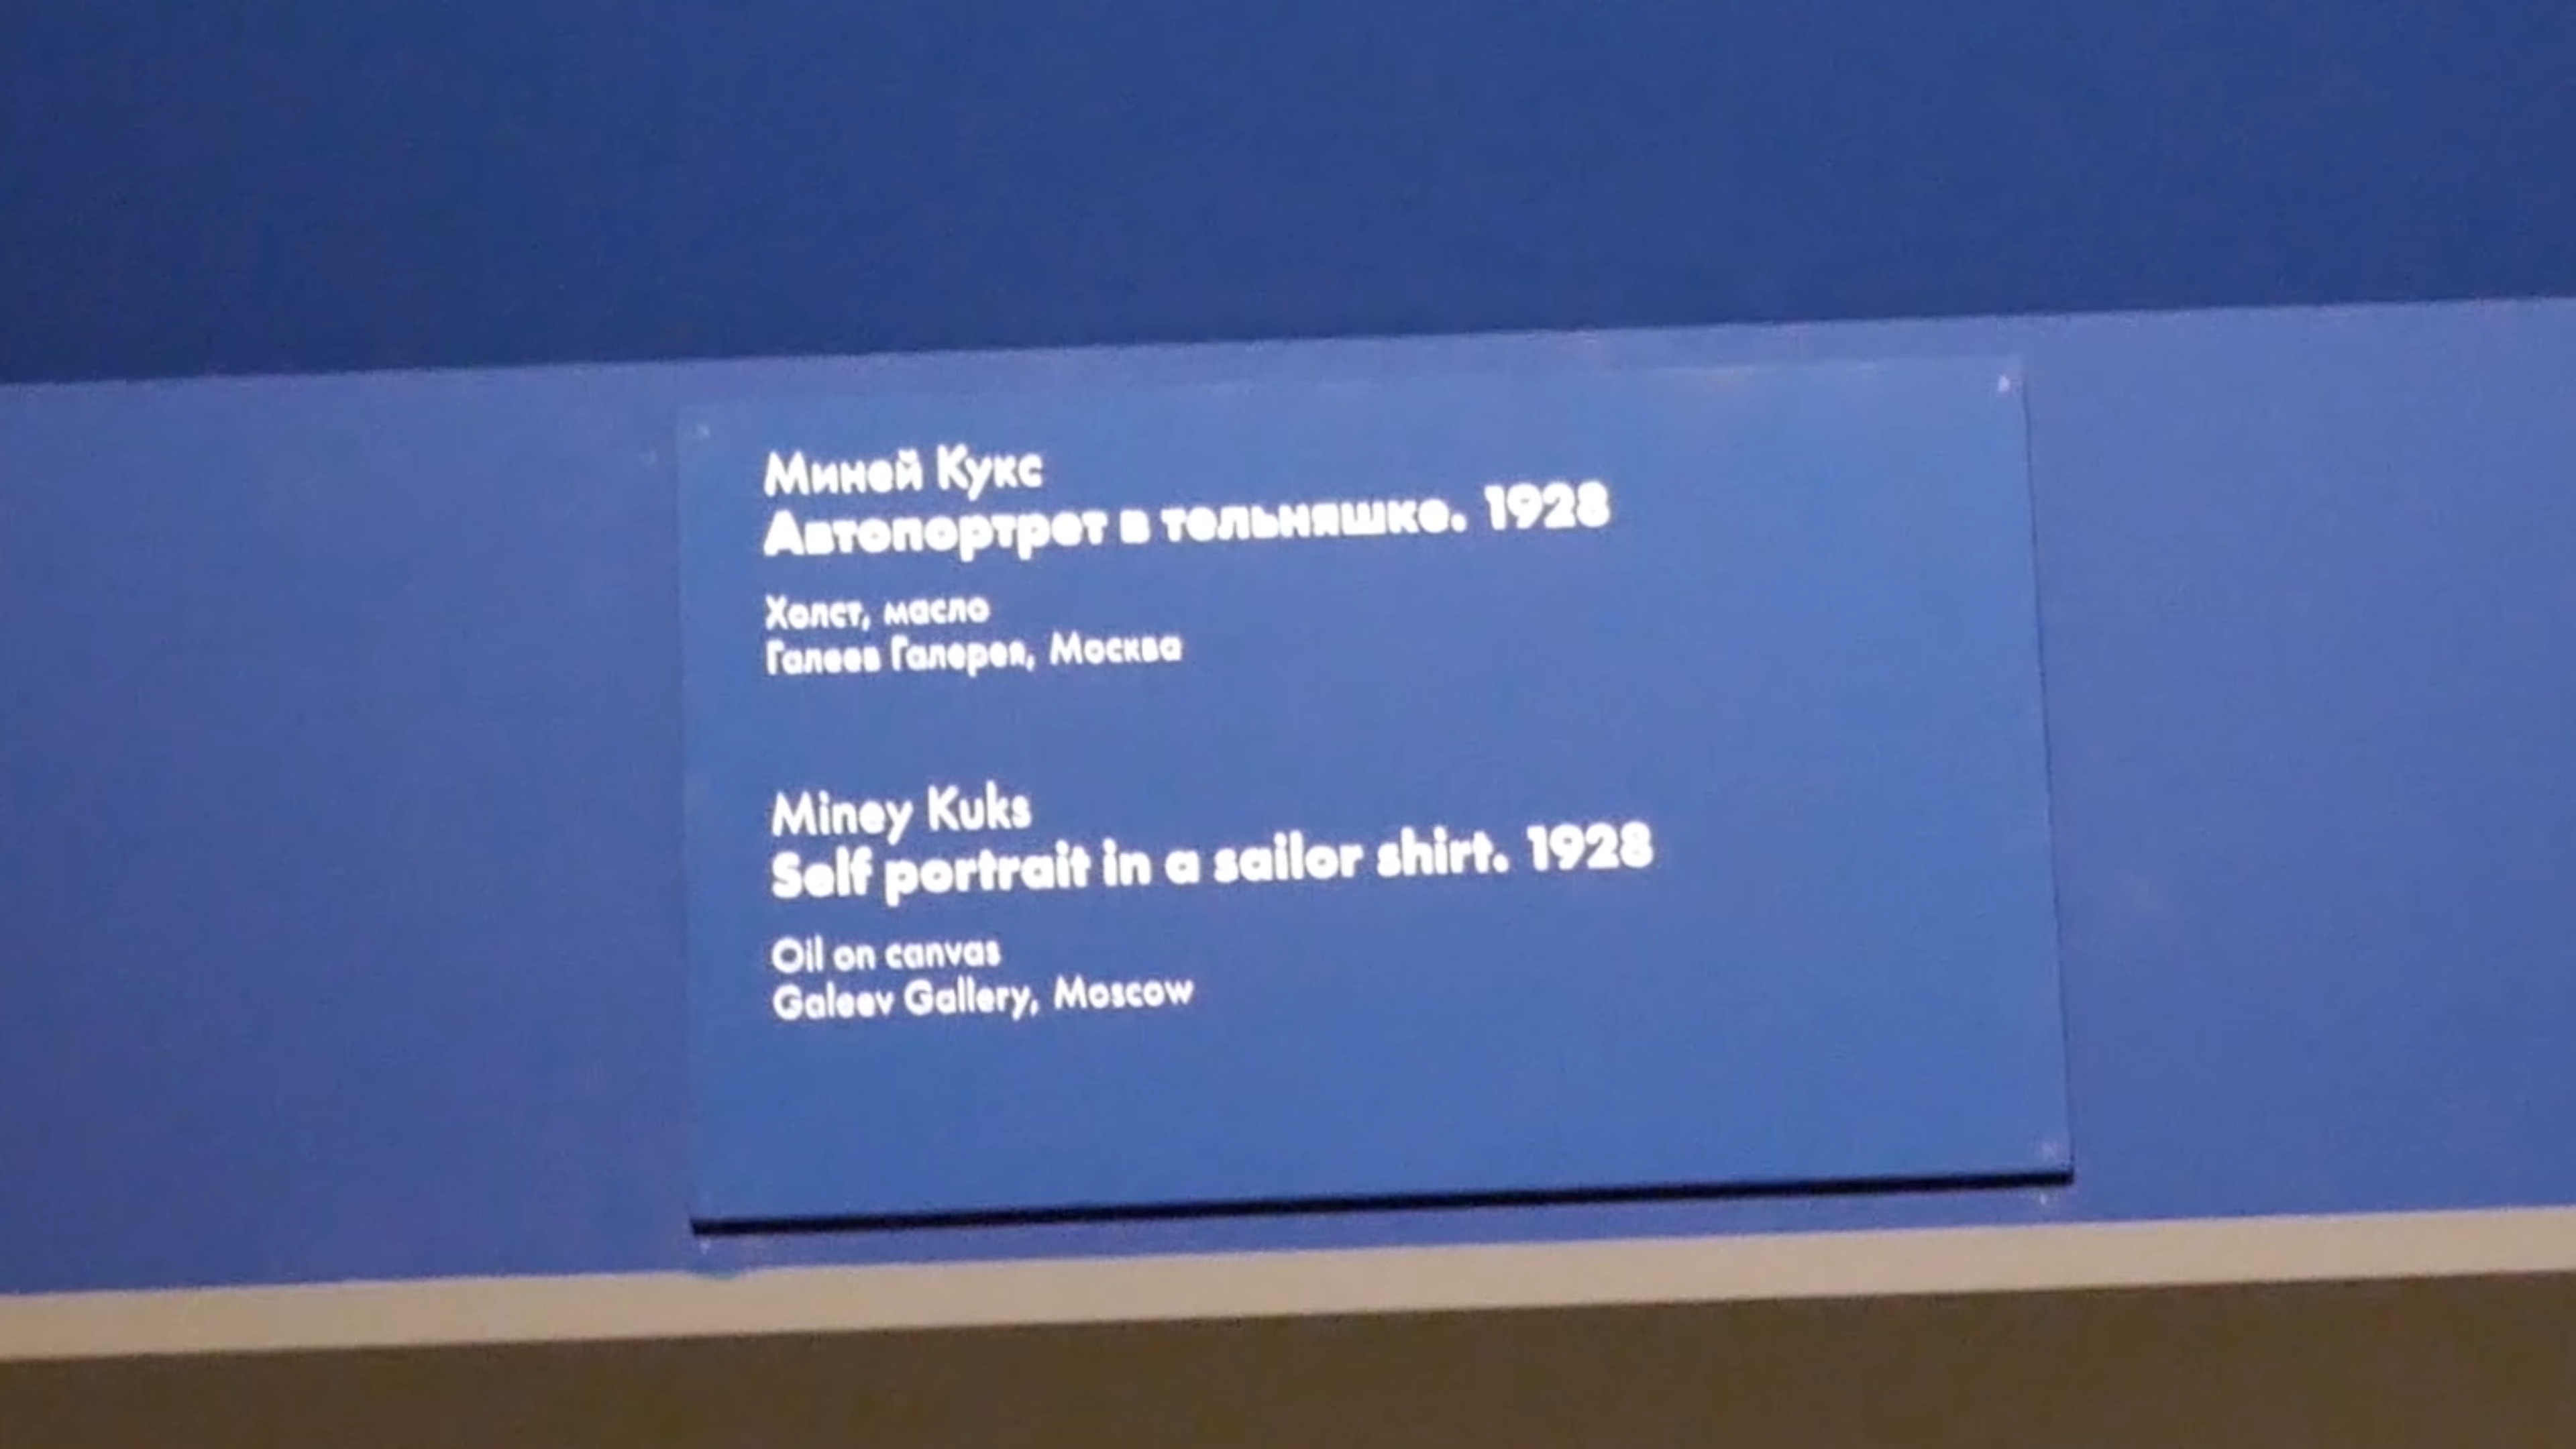 Миней Кукс
Автопортрет в тельняшке. 1928
Холст, масло
Галеев Галерея, Москва
Miney Kuks
Self portrait in a sailor shirt. 1928
Oil on canvas
Galeev Gallery, Moscow